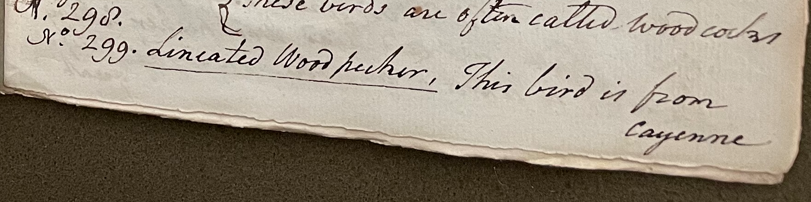 N. 298. { These birds are often called woodcocks
No. 299. Lineated Woodpecker, This bird is from
Cayenne